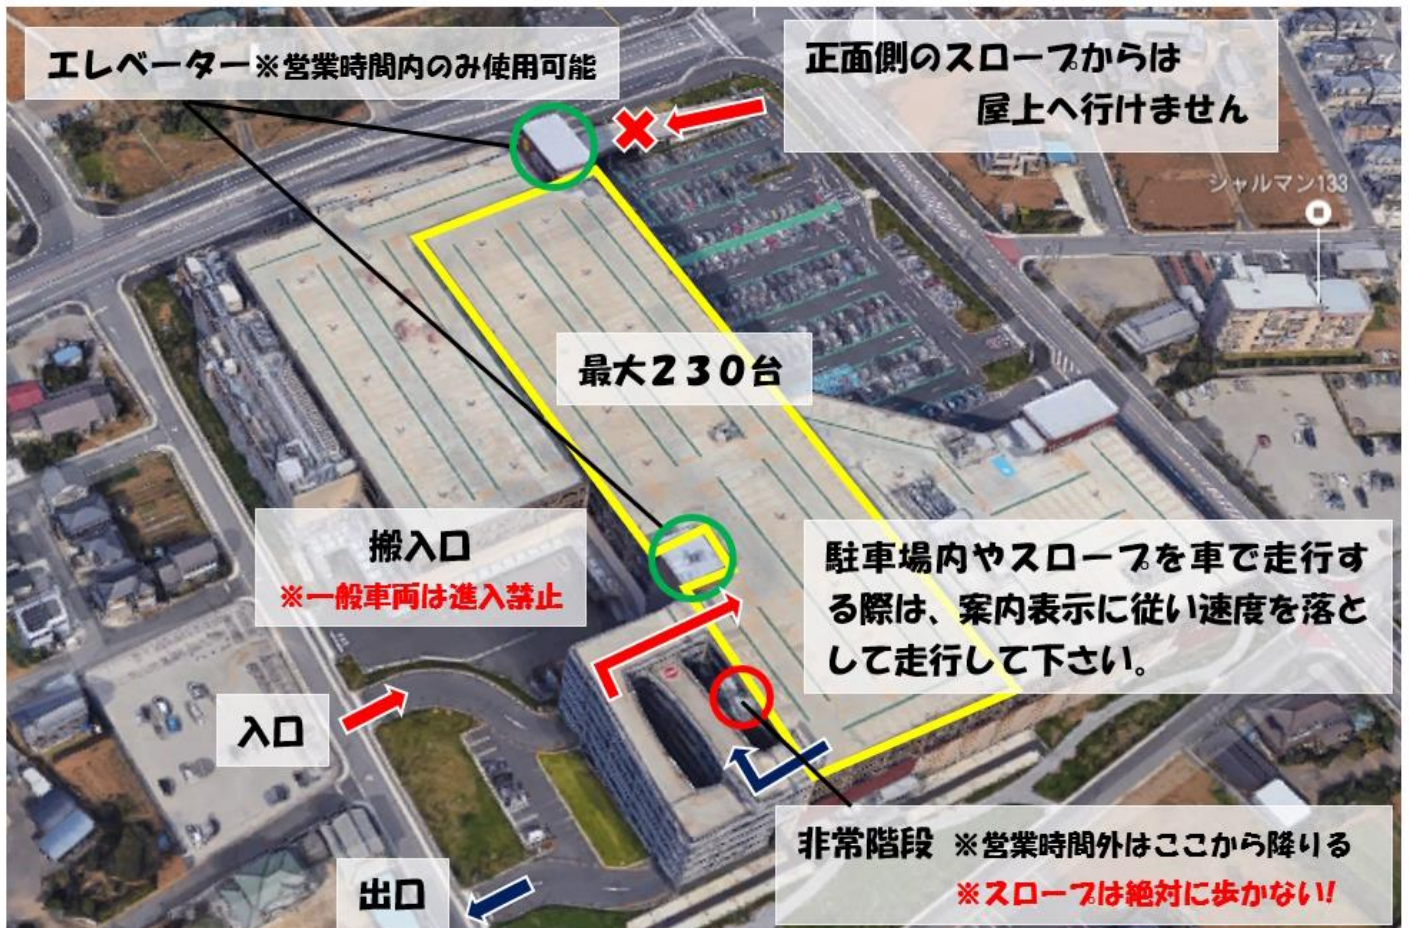 エレベーター※営業時間内のみ使用可能
正面側のスロープからは
屋上へ行けません
シャルマン133
最大230台
搬入口
※一般車両は進入禁止
駐車場内やスロープを車で走行す
る際は、案内表示に従い速度を落と
して走行して下さい。
入口
出口
非常階段 ※営業時間外はここから降りる
※スロープは絶対に歩かない!